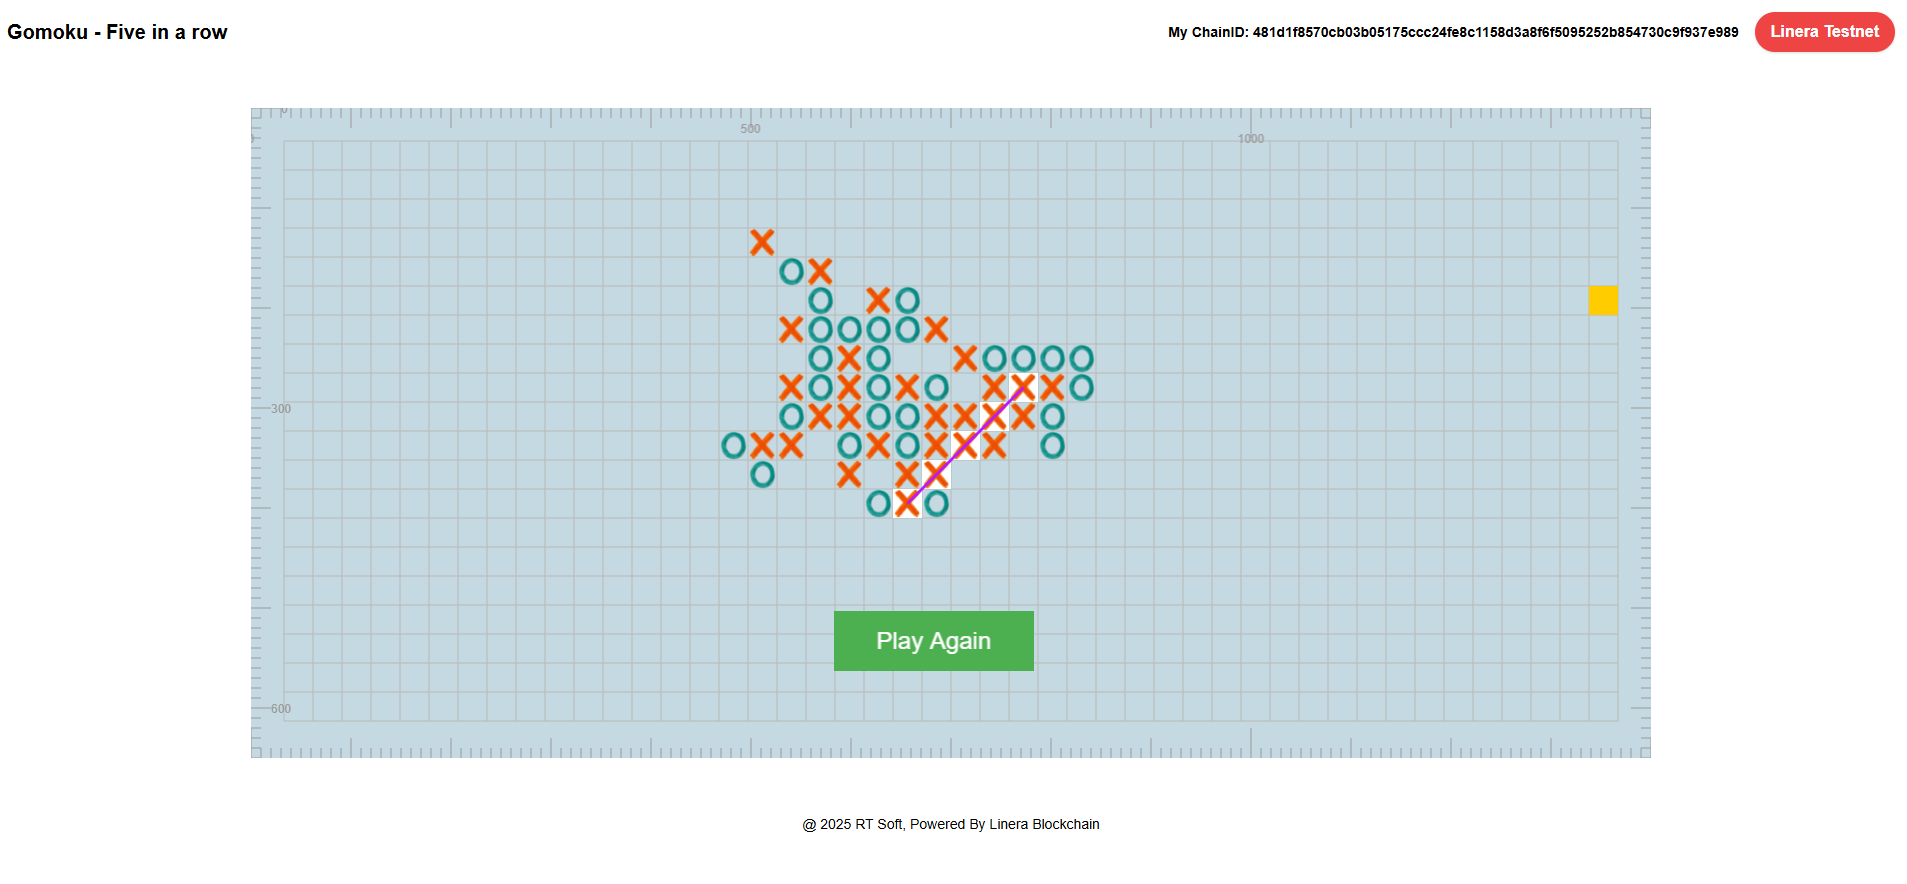 Gomoku - Five in a row
My ChainID: 481d1f8570cb03b05175ccc24fe8c1158d3a8f6f5095252b854730c9f937e989
Linera Testnet
500
1000
300
600
Play Again
@ 2025 RT Soft, Powered By Linera Blockchain